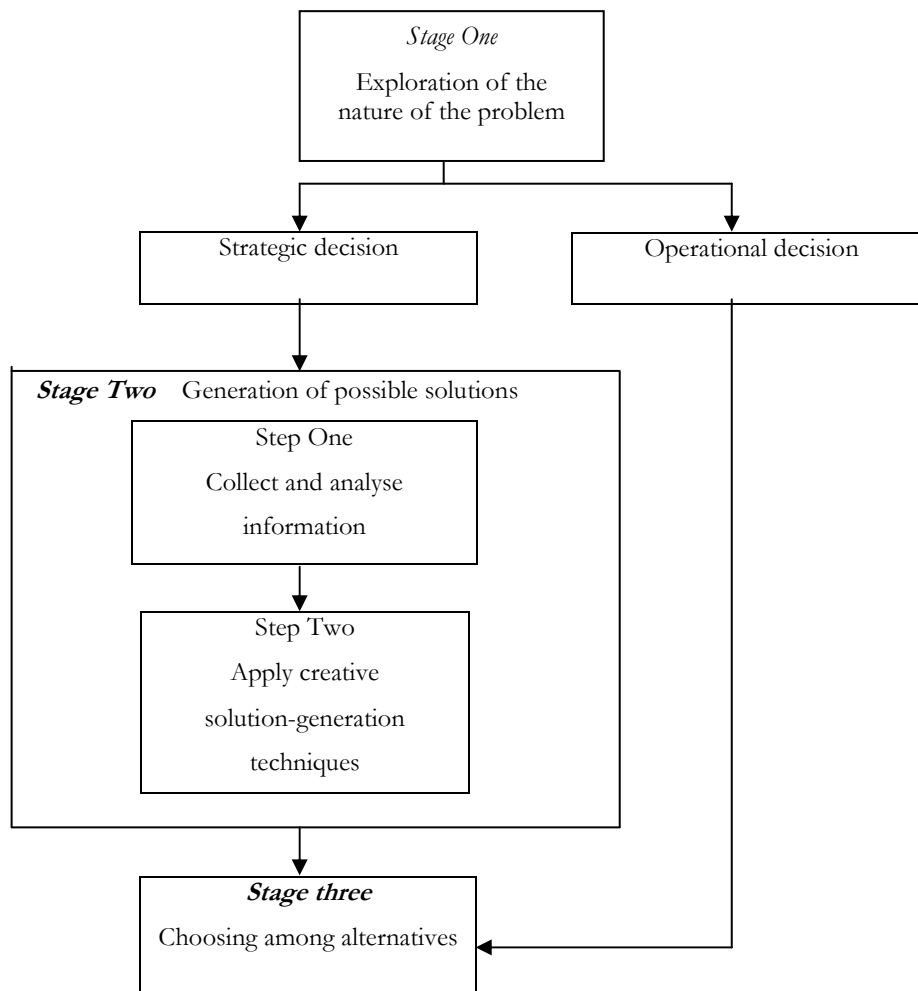 Stage One
Exploration of the
nature of the problem
Strategic decision
Operational decision
Stage Two Generation of possible solutions
Step One
Collect and analyse
information
Step Two
Apply creative
solution-generation
techniques
Stage three
Choosing among alternatives